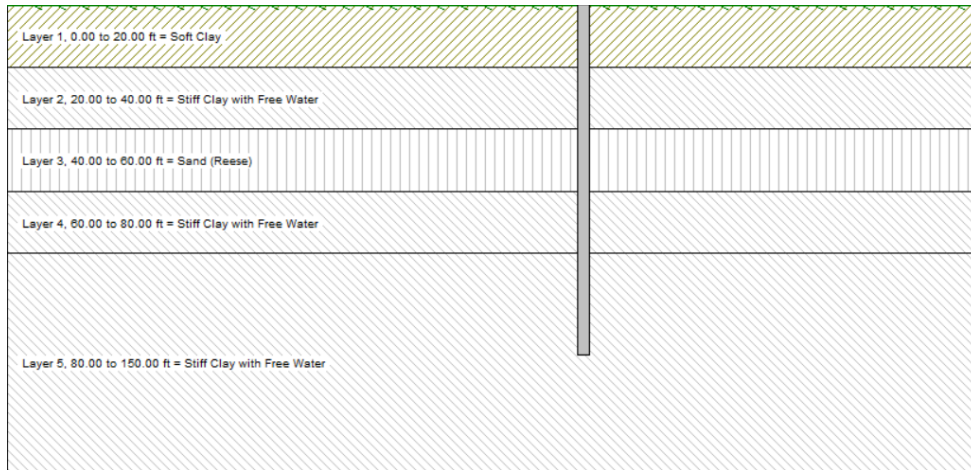 Layer 1, 0.00 to 20.00 ft = Soft Clay
Layer 2, 20.00 to 40.00 ft = Stiff Clay with Free Water
Layer 3, 40.00 to 60.00 ft = Sand (Reese)
Layer 4, 60.00 to 80.00 ft = Stiff Clay with Free Water
Layer 5, 80.00 to 150.00 ft = Stiff Clay with Free Water